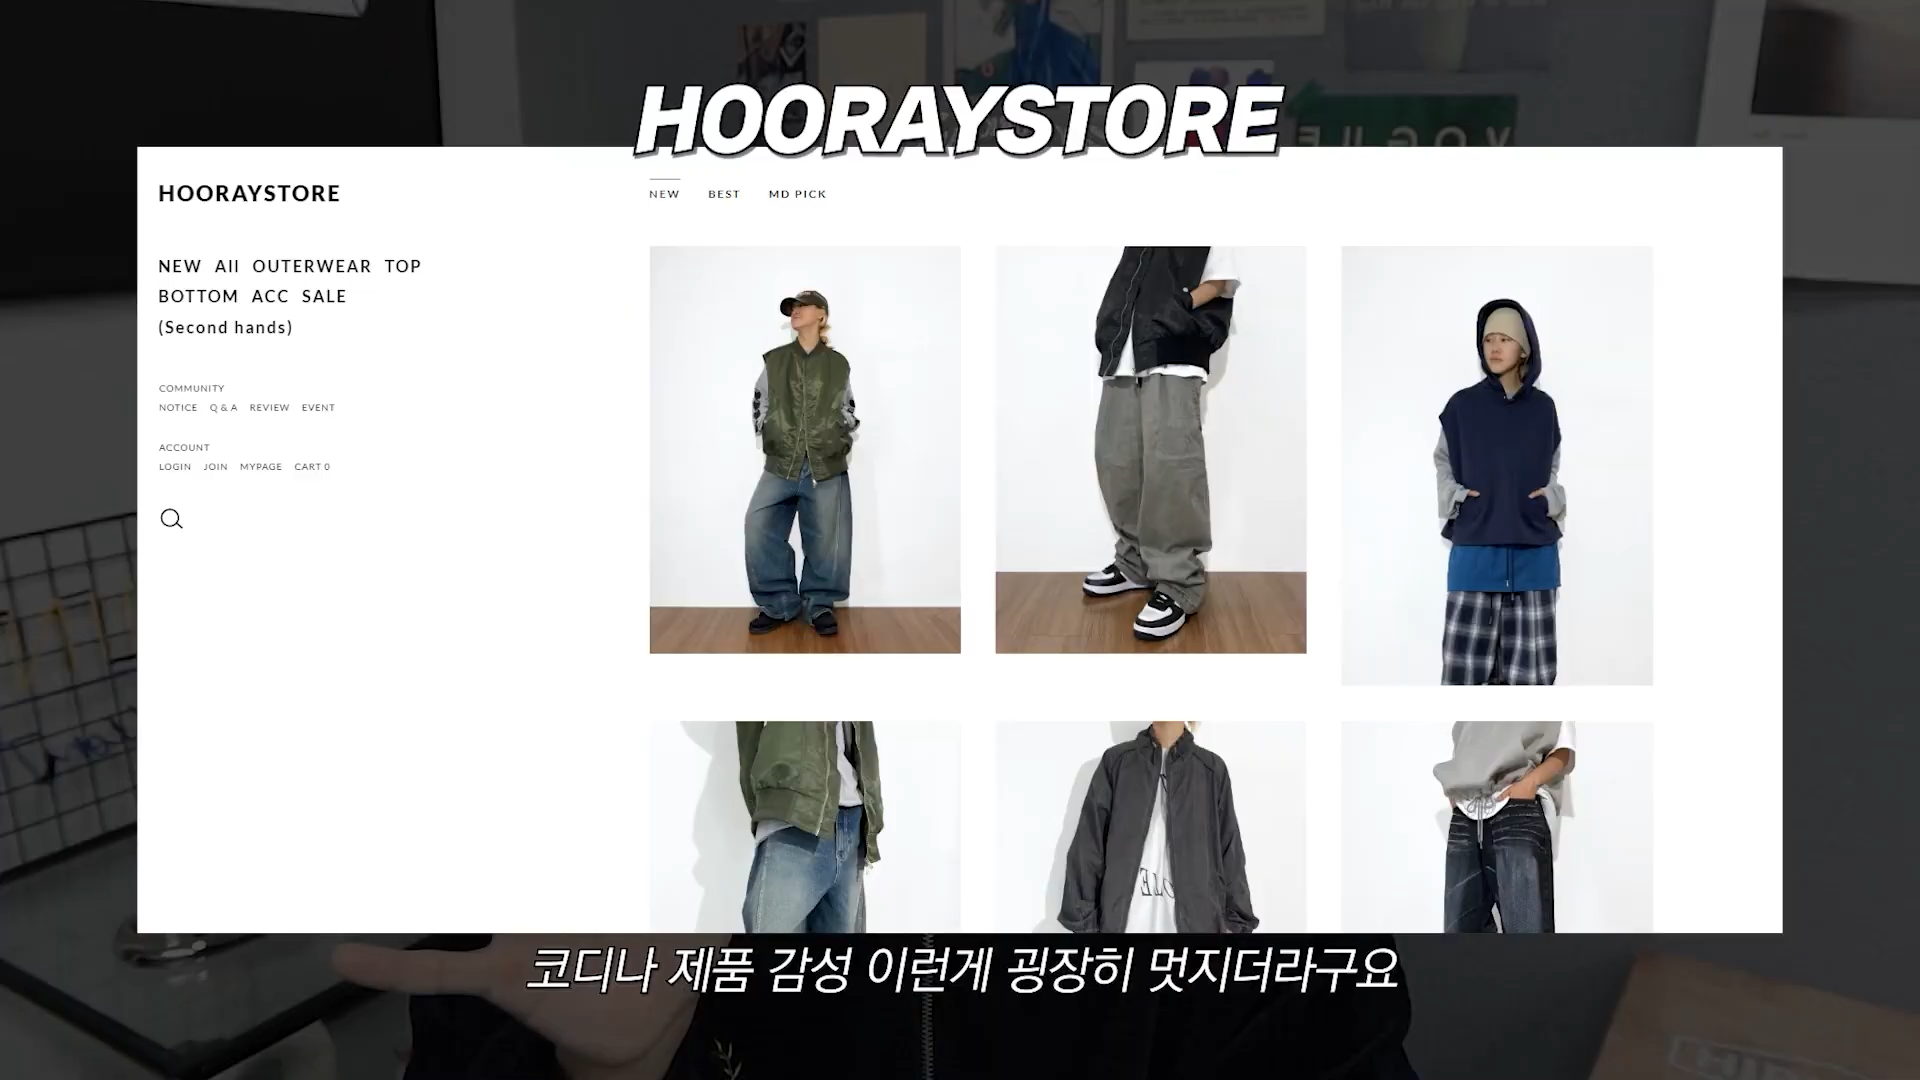 HOORAYSTORE
HOORAYSTORE
NEW BEST MD PICK
NEW All OUTERWEAR TOP
BOTTOM ACC SALE
(Second hands)
COMMUNITY
NOTICE Q & A REVIEW EVENT
ACCOUNT
LOGIN JOIN MYPAGE CART 0
코디나 제품 감성 이런게 굉장히 멋지더라구요